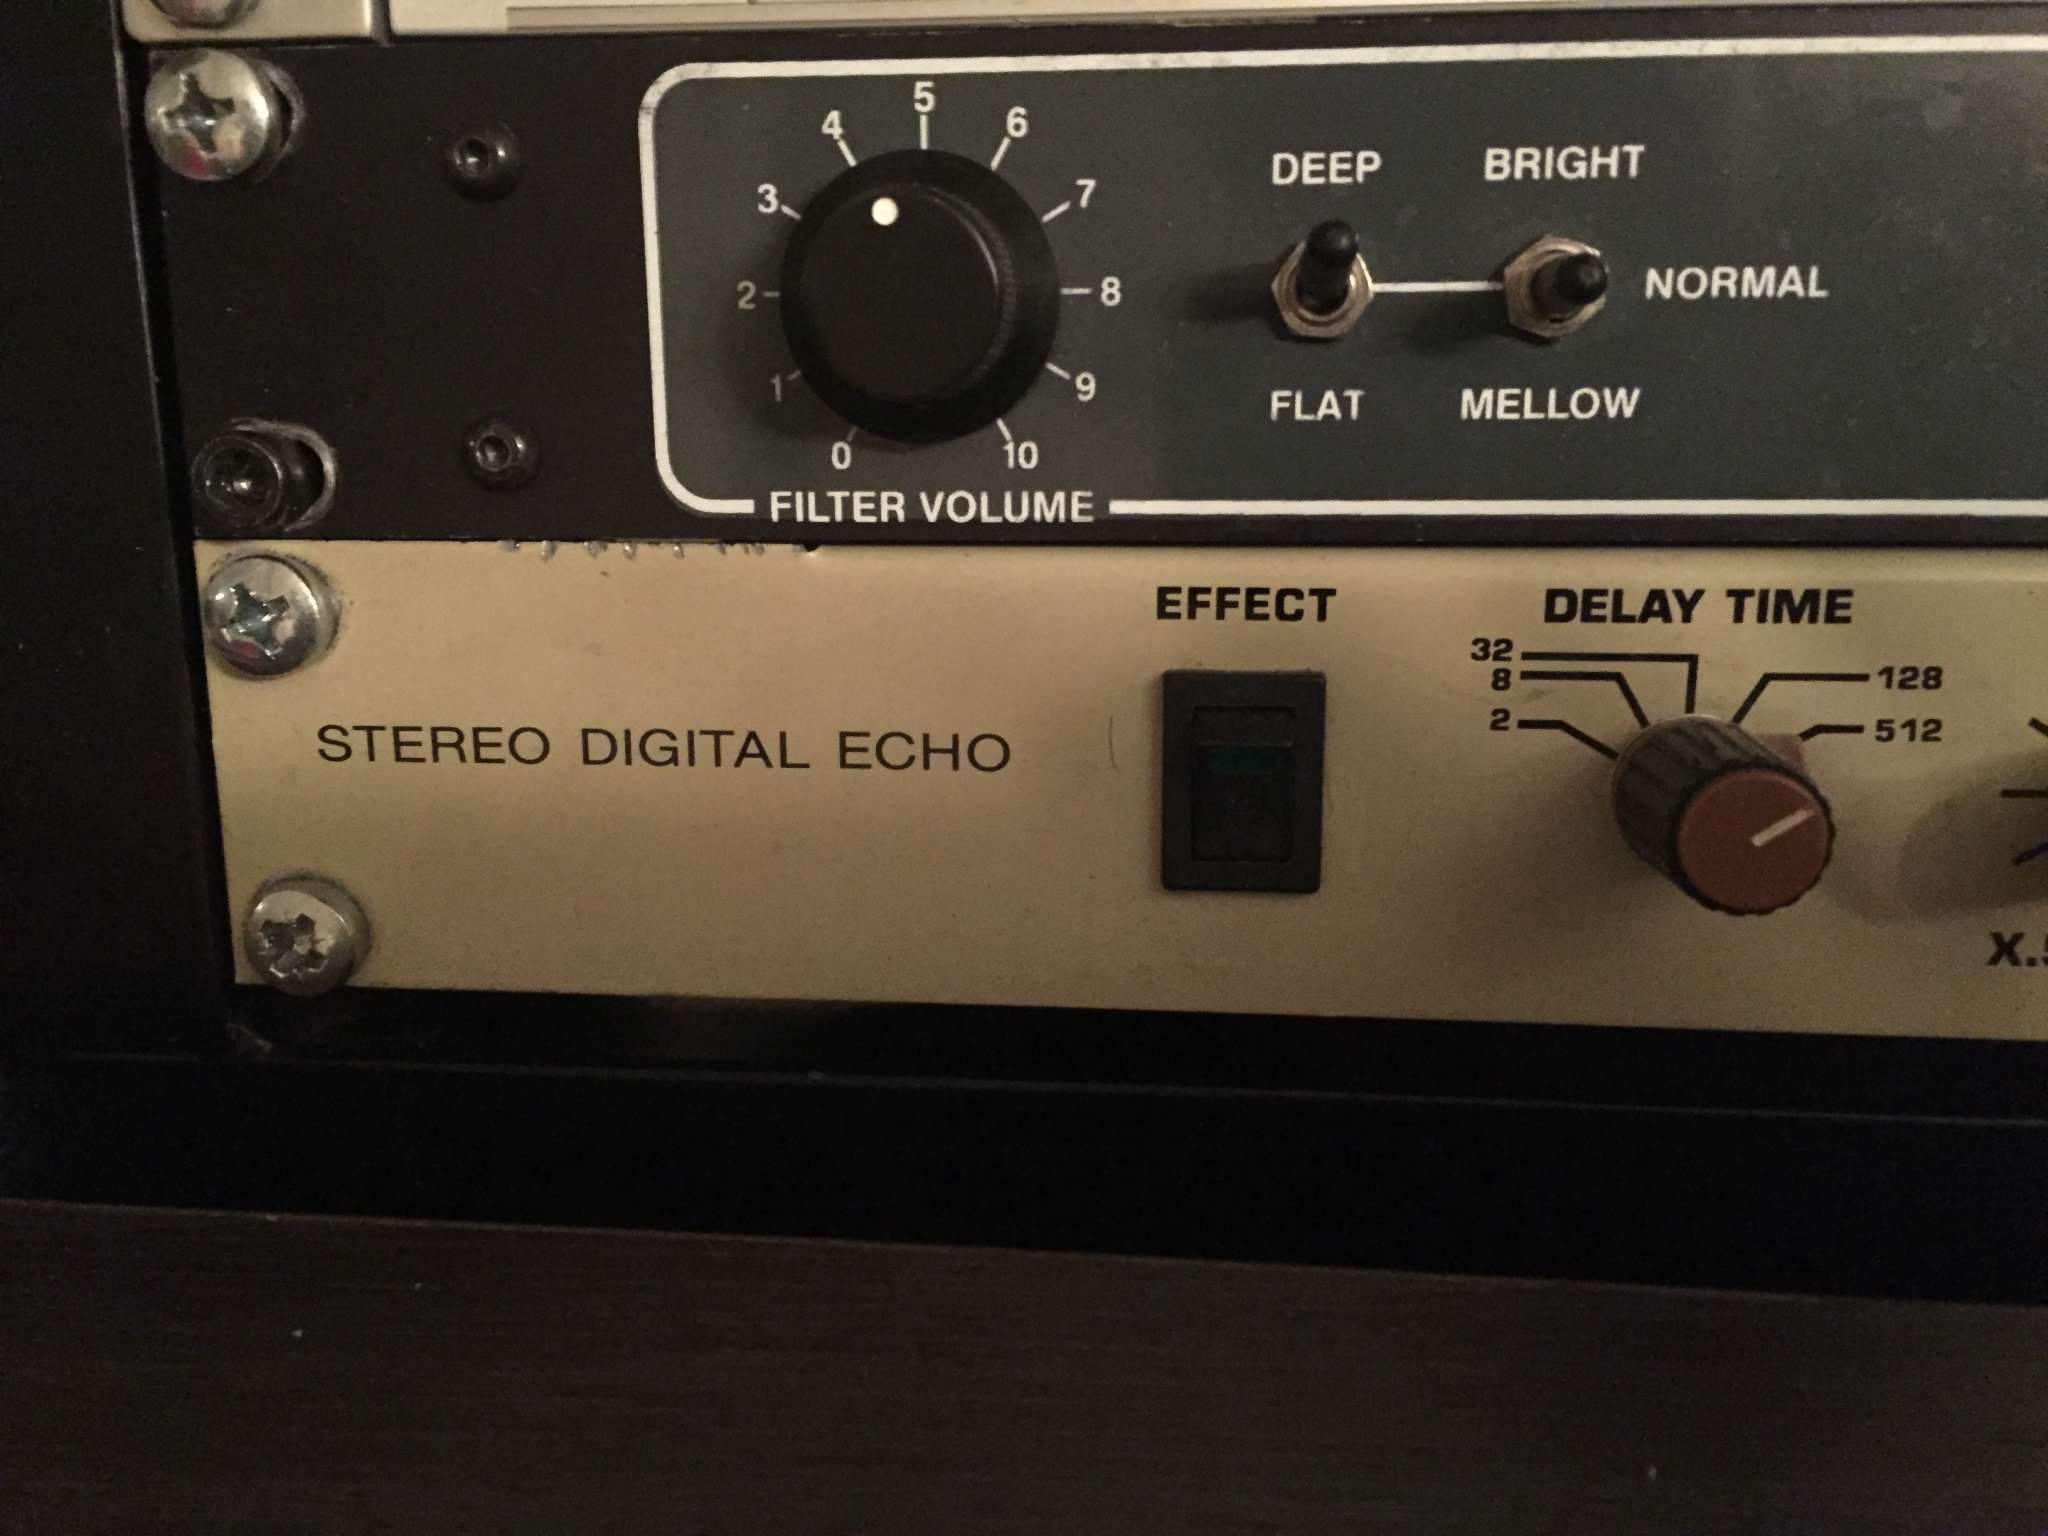 5
4 6
3 7
2 8
1 9
0 10
FILTER VOLUME
DEEP BRIGHT
NORMAL
FLAT MELLOW
EFFECT DELAY TIME
32
8 128
2 512
STEREO DIGITAL ECHO